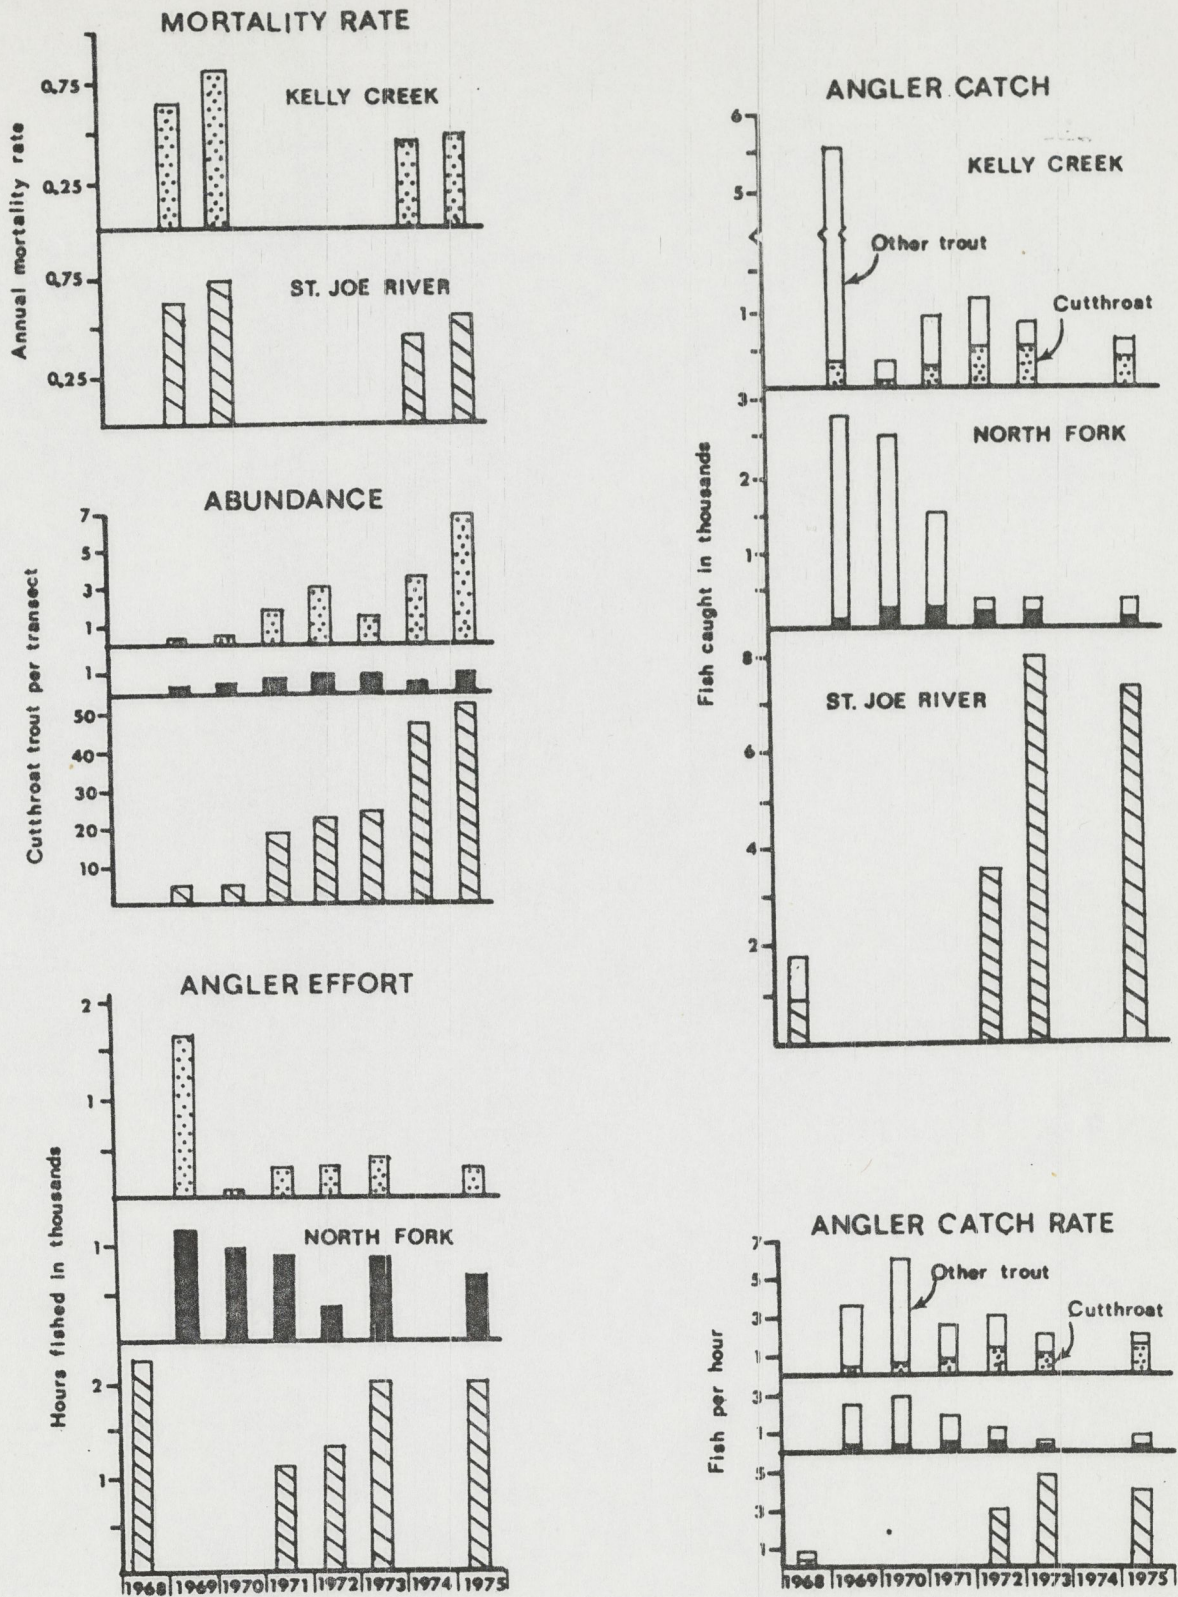 MORTALITY RATE
Annual mortality rate
0.75
KELLY CREEK
0.25
0.75
ST. JOE RIVER
0.25
ABUNDANCE
Cutthroat trout per transect
7
5
3
1
1
50
40
30
20
10
ANGLER EFFORT
Hours fished in thousands
2
1
NORTH FORK
1
2
1
1968 1969 1970 1971 1972 1973 1974 1975
ANGLER CATCH
Fish caught in thousands
6
KELLY CREEK
5
Other trout
Cutthroat
1
3
NORTH FORK
2
1
8
ST. JOE RIVER
6
4
2
ANGLER CATCH RATE
Fish per hour
7
Other trout
5
3
Cutthroat
1
3
1
5
3
1
1968 1969 1970 1971 1972 1973 1974 1975